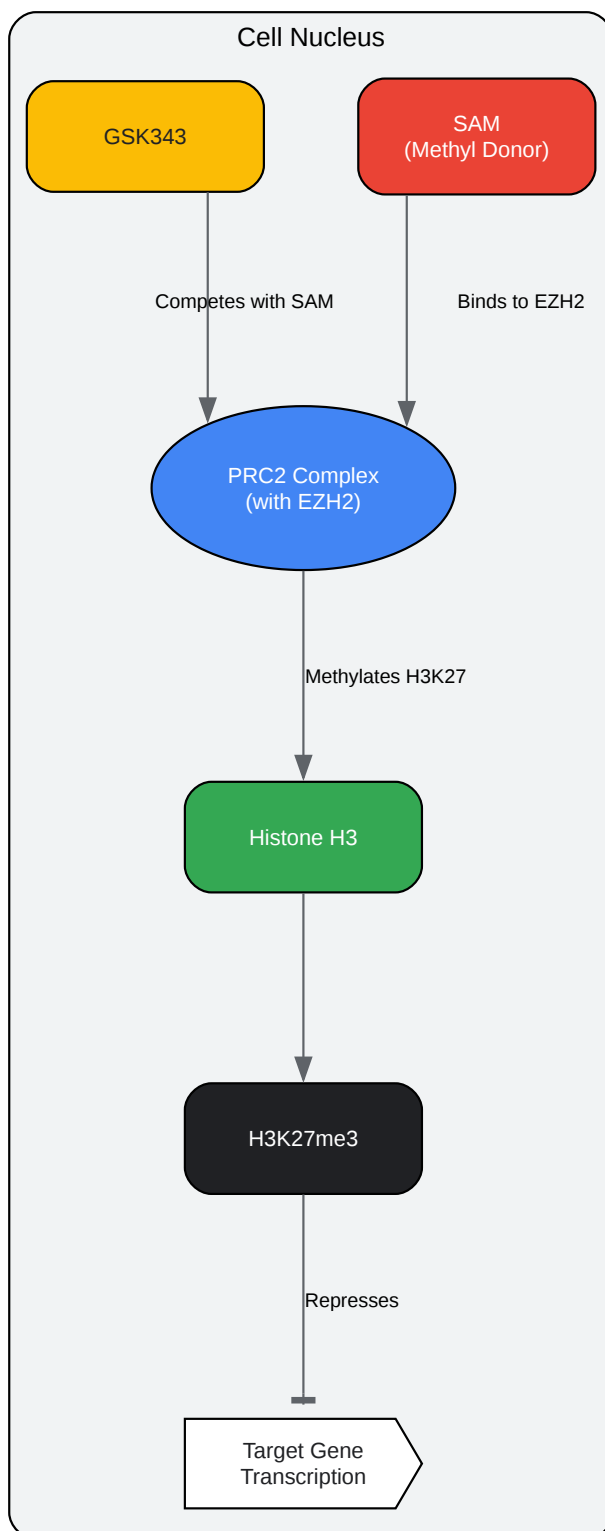 Cell Nucleus
GSK343
SAM
(Methyl Donor)
Competes with SAM
Binds to EZH2
PRC2 Complex
(with EZH2)
Methylates H3K27
Histone H3
H3K27me3
Represses
Target Gene
Transcription